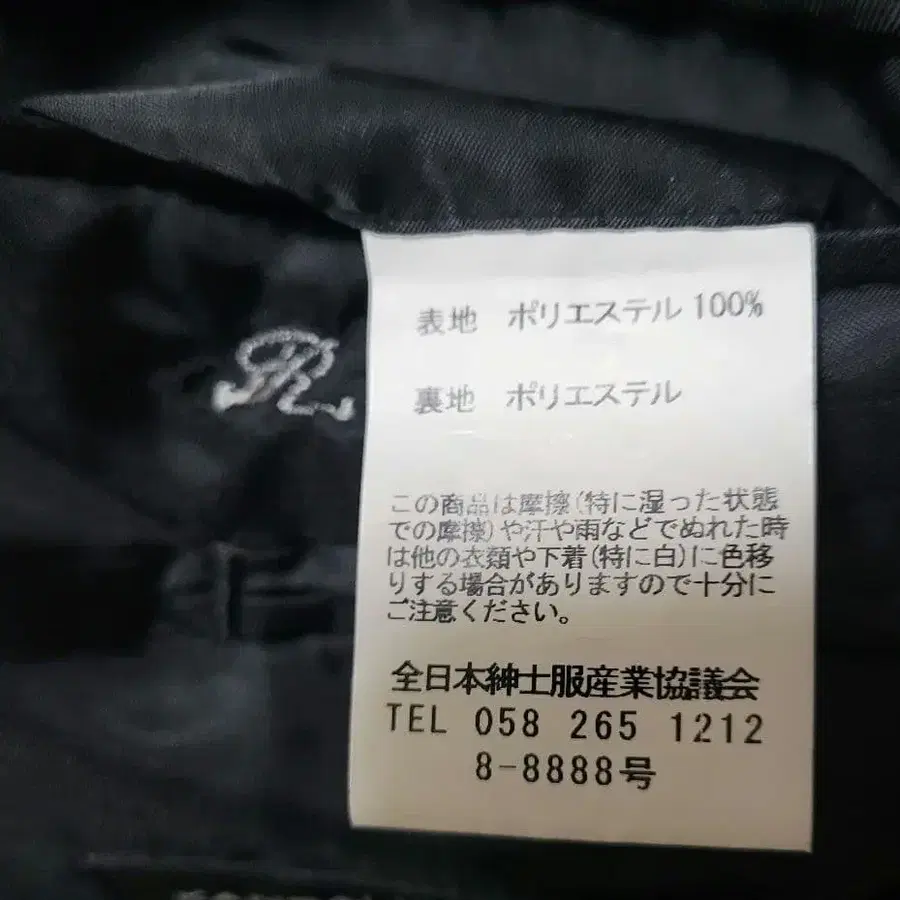 表地 ポリエステル 100%
裏地 ポリエステル
この商品は摩擦(特に湿った状態
での摩擦)や汗や雨などでぬれた時
は他の衣類や下着(特に白)に色移
りする場合がありますので十分に
ご注意ください。
全日本紳士服産業協議会
TEL 058 265 1212
8-8888号